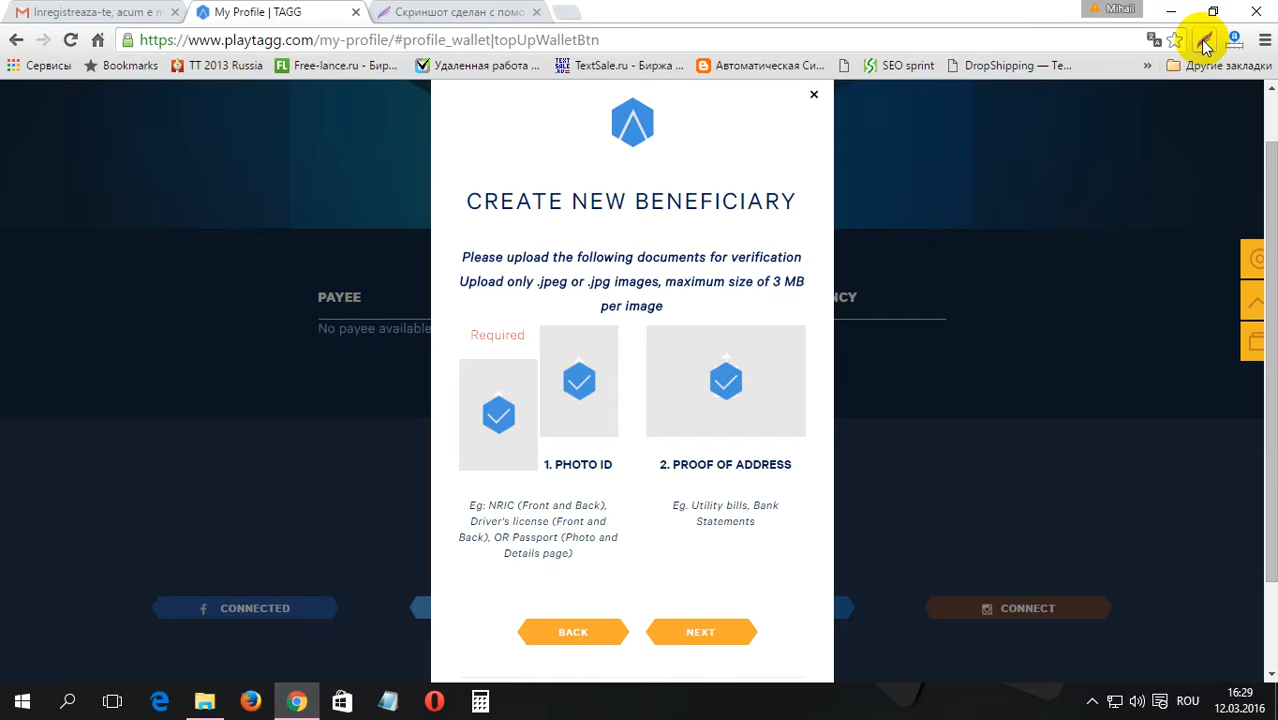 Inregistreaza-te, acum e m
My Profile | TAGG
Скриншот сделан с помо
Mihail
https://www.playtagg.com/my-profile/#profile_wallet|topUpWalletBtn
Сервисы
Bookmarks
TT 2013 Russia
Free-lance.ru - Бирж...
Удаленная работа ...
TextSale.ru - Биржа ...
Автоматическая Си...
SEO sprint
DropShipping — Te...
»
Другие закладки
CREATE NEW BENEFICIARY
Please upload the following documents for verification
Upload only .jpeg or .jpg images, maximum size of 3 MB
per image
PAYEE
NCY
No payee available
Required
1. PHOTO ID
2. PROOF OF ADDRESS
Eg: NRIC (Front and Back),
Driver's license (Front and
Back), OR Passport (Photo and
Details page)
Eg. Utility bills, Bank
Statements
CONNECTED
CONNECT
BACK
NEXT
ROU
16:29
12.03.2016